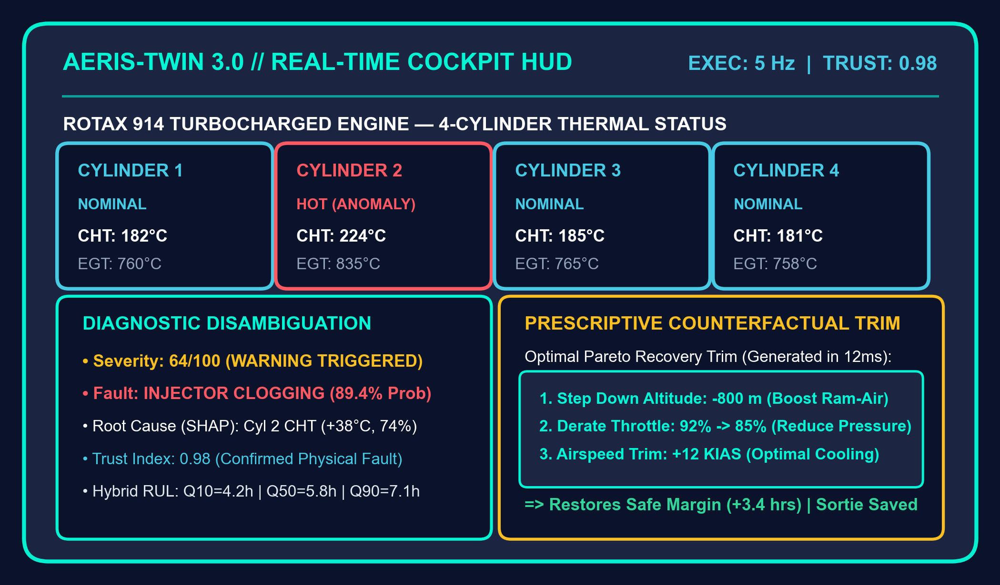 AERIS-TWIN 3.0 // REAL-TIME COCKPIT HUD
EXEC: 5 Hz | TRUST: 0.98
ROTAX 914 TURBOCHARGED ENGINE — 4-CYLINDER THERMAL STATUS
CYLINDER 1
NOMINAL
CHT: 182°C
EGT: 760°C
CYLINDER 2
HOT (ANOMALY)
CHT: 224°C
EGT: 835°C
CYLINDER 3
NOMINAL
CHT: 185°C
EGT: 765°C
CYLINDER 4
NOMINAL
CHT: 181°C
EGT: 758°C
DIAGNOSTIC DISAMBIGUATION
• Severity: 64/100 (WARNING TRIGGERED)
• Fault: INJECTOR CLOGGING (89.4% Prob)
• Root Cause (SHAP): Cyl 2 CHT (+38°C, 74%)
• Trust Index: 0.98 (Confirmed Physical Fault)
• Hybrid RUL: Q10=4.2h | Q50=5.8h | Q90=7.1h
PRESCRIPTIVE COUNTERFACTUAL TRIM
Optimal Pareto Recovery Trim (Generated in 12ms):
1. Step Down Altitude: -800 m (Boost Ram-Air)
2. Derate Throttle: 92% -> 85% (Reduce Pressure)
3. Airspeed Trim: +12 KIAS (Optimal Cooling)
=> Restores Safe Margin (+3.4 hrs) | Sortie Saved